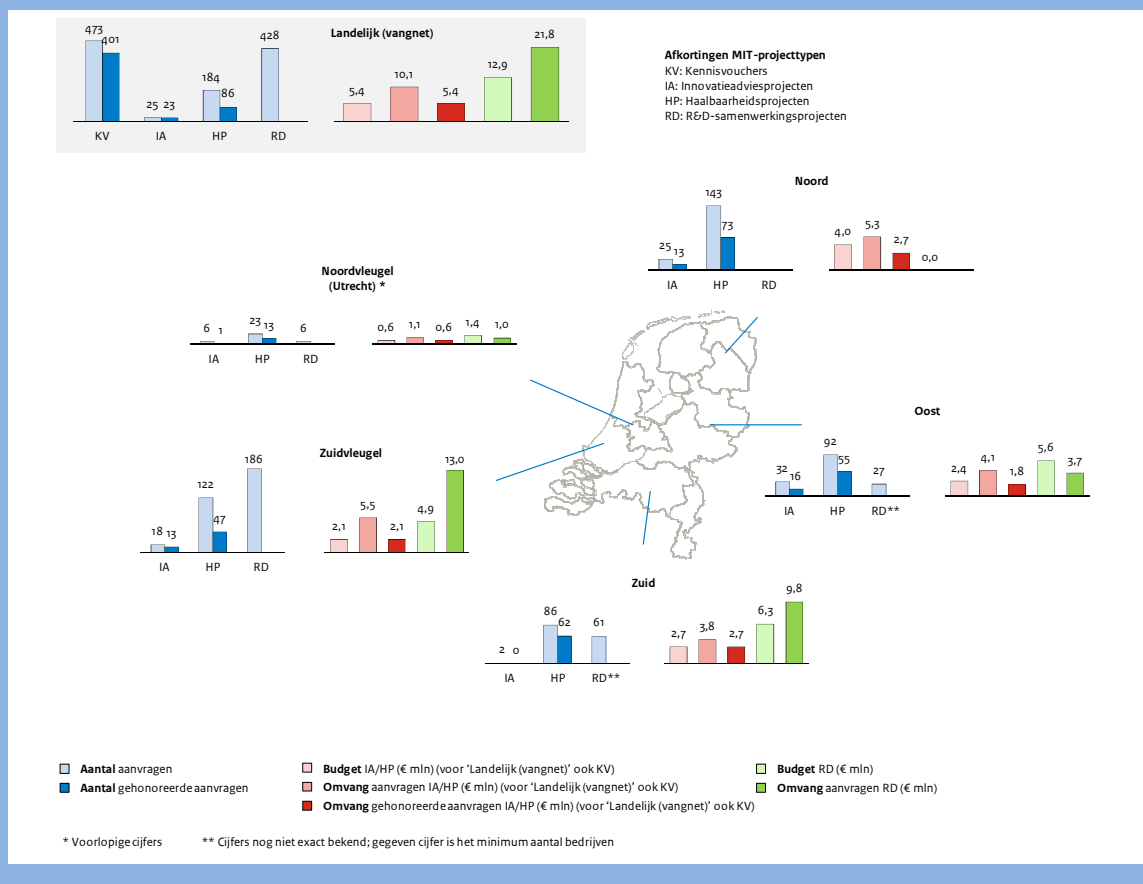 Landelijk (vangnet)
473 401 25 23 184 86 428
KV IA HP RD
5,4 10,1 5,4 12,9 21,8
Afkortingen MIT-projecttypen
KV: Kennisvouchers
IA: Innovatieadviesprojecten
HP: Haalbaarheidsprojecten
RD: R&D-samenwerkingsprojecten
Noord
25 13 143 73
IA HP RD
4,0 5,3 2,7 0,0
Noordvleugel
(Utrecht) *
6 1 23 13 6
IA HP RD
0,6 1,1 0,6 1,4 1,0
Oost
32 16 92 55 27
IA HP RD**
2,4 4,1 1,8 5,6 3,7
Zuidvleugel
18 13 122 47 186
IA HP RD
2,1 5,5 2,1 4,9 13,0
Zuid
2 0 86 62 61
IA HP RD**
2,7 3,8 2,7 6,3 9,8
Aantal aanvragen
Aantal gehonoreerde aanvragen
Budget IA/HP (€ mln) (voor ‘Landelijk (vangnet)’ ook KV)
Omvang aanvragen IA/HP (€ mln) (voor ‘Landelijk (vangnet)’ ook KV)
Omvang gehonoreerde aanvragen IA/HP (€ mln) (voor ‘Landelijk (vangnet)’ ook KV)
Budget RD (€ mln)
Omvang aanvragen RD (€ mln)
* Voorlopige cijfers
** Cijfers nog niet exact bekend; gegeven cijfer is het minimum aantal bedrijven